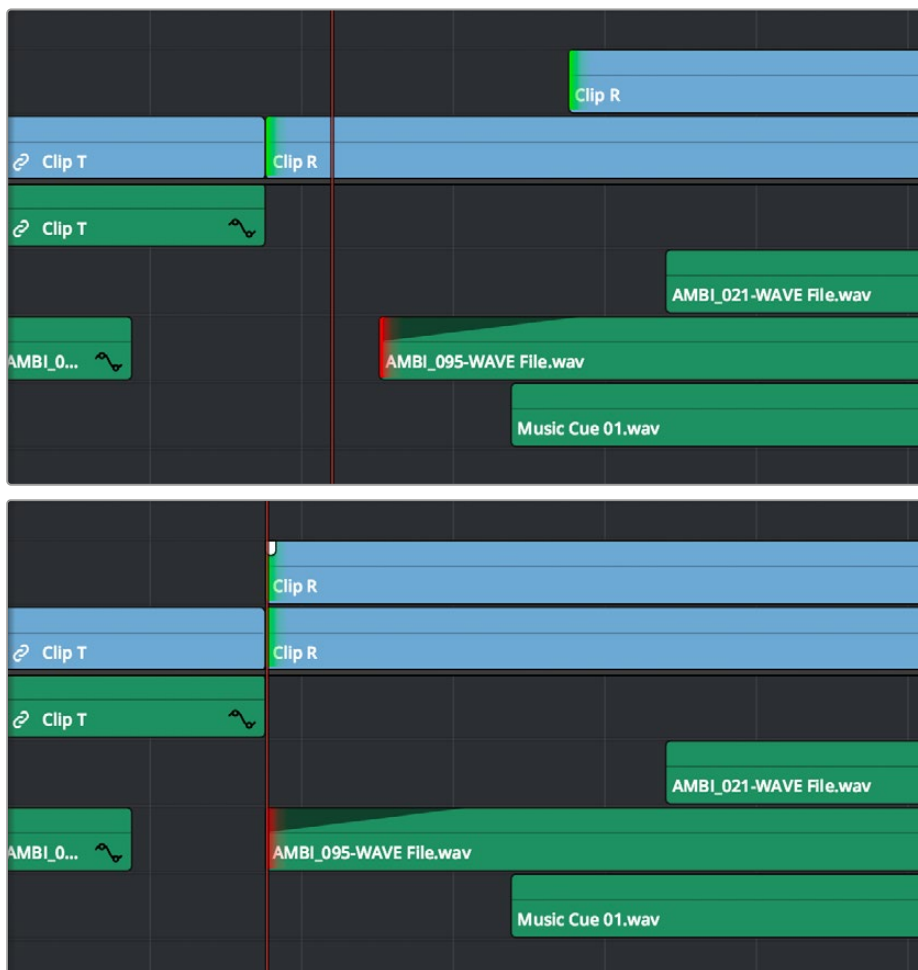 Clip R
Clip T
Clip R
Clip T
AMBI_021-WAVE File.wav
AMBI_0...
AMBI_095-WAVE File.wav
Music Cue 01.wav
Clip R
Clip T
Clip R
Clip T
AMBI_021-WAVE File.wav
AMBI_0...
AMBI_095-WAVE File.wav
Music Cue 01.wav